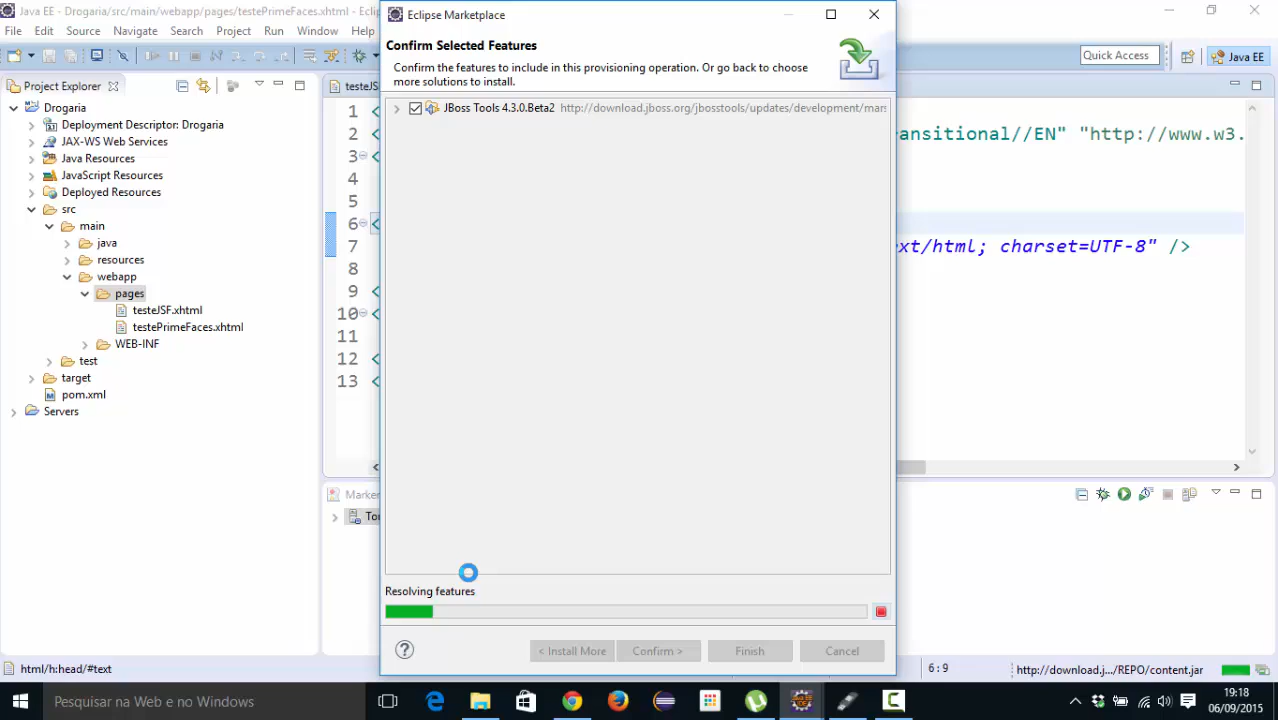 Java EE - Drogaria/src/main/webapp/pages/testePrimeFaces.xhtml - Eclipse
File Edit Source Navigate Search Project Run Window Help
Quick Access
Java EE
Project Explorer
Drogaria
Deployment Descriptor: Drogaria
JAX-WS Web Services
Java Resources
JavaScript Resources
Deployed Resources
src
main
java
resources
webapp
pages
testeJSF.xhtml
testePrimeFaces.xhtml
WEB-INF
test
target
pom.xml
Servers
Eclipse Marketplace
Confirm Selected Features
Confirm the features to include in this provisioning operation. Or go back to choose
more solutions to install.
JBoss Tools 4.3.0.Beta2 http://download.jboss.org/jbosstools/updates/development/mars
Resolving features
< Install More
Confirm >
Finish
Cancel
testeJS
1 <
2 < ansitional//EN" "http://www.w3.
3 <
4
5
6 <
7 ext/html; charset=UTF-8" />
8
9 <
10 <
11
12 <
13 <
Marker
To
html/h:head/#text
6:9
http://download.j.../REPO/content.jar
Pesquisar na Web e no Windows
19:18
06/09/2015